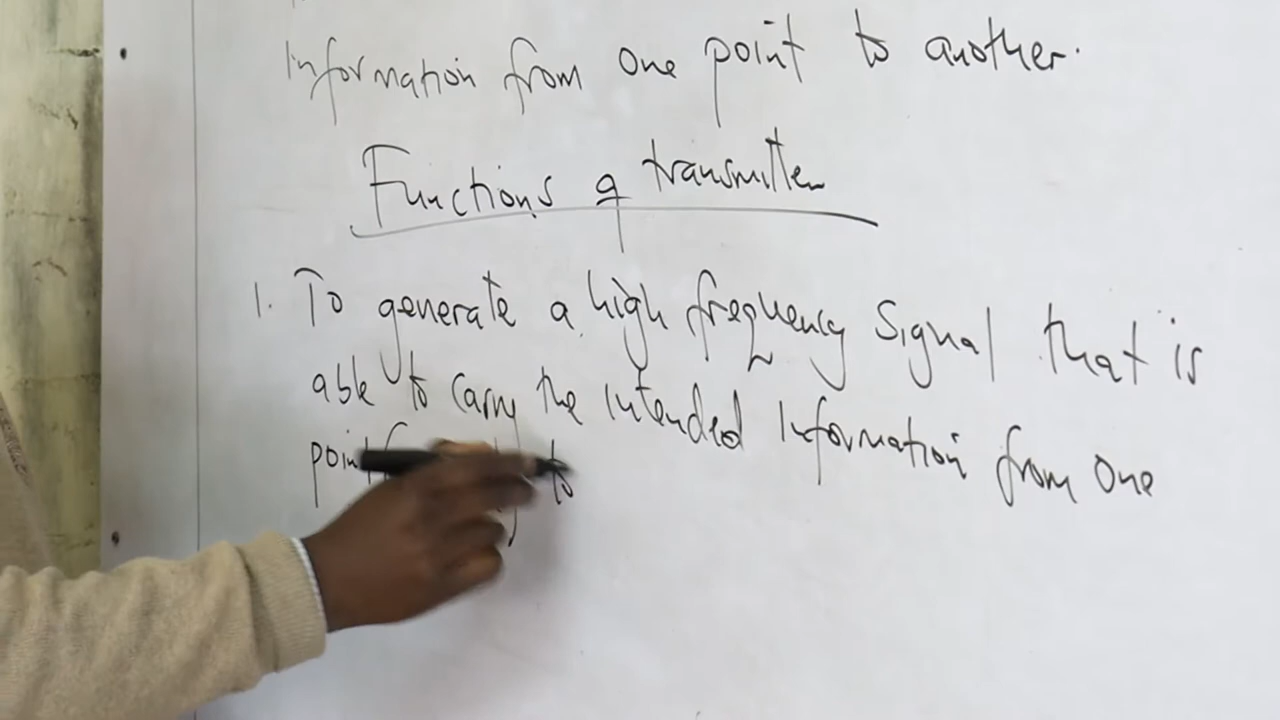 Information from one point to another.
Functions of transmitter
1. To generate a high frequency signal that is
able to carry the intended Information from one
point to